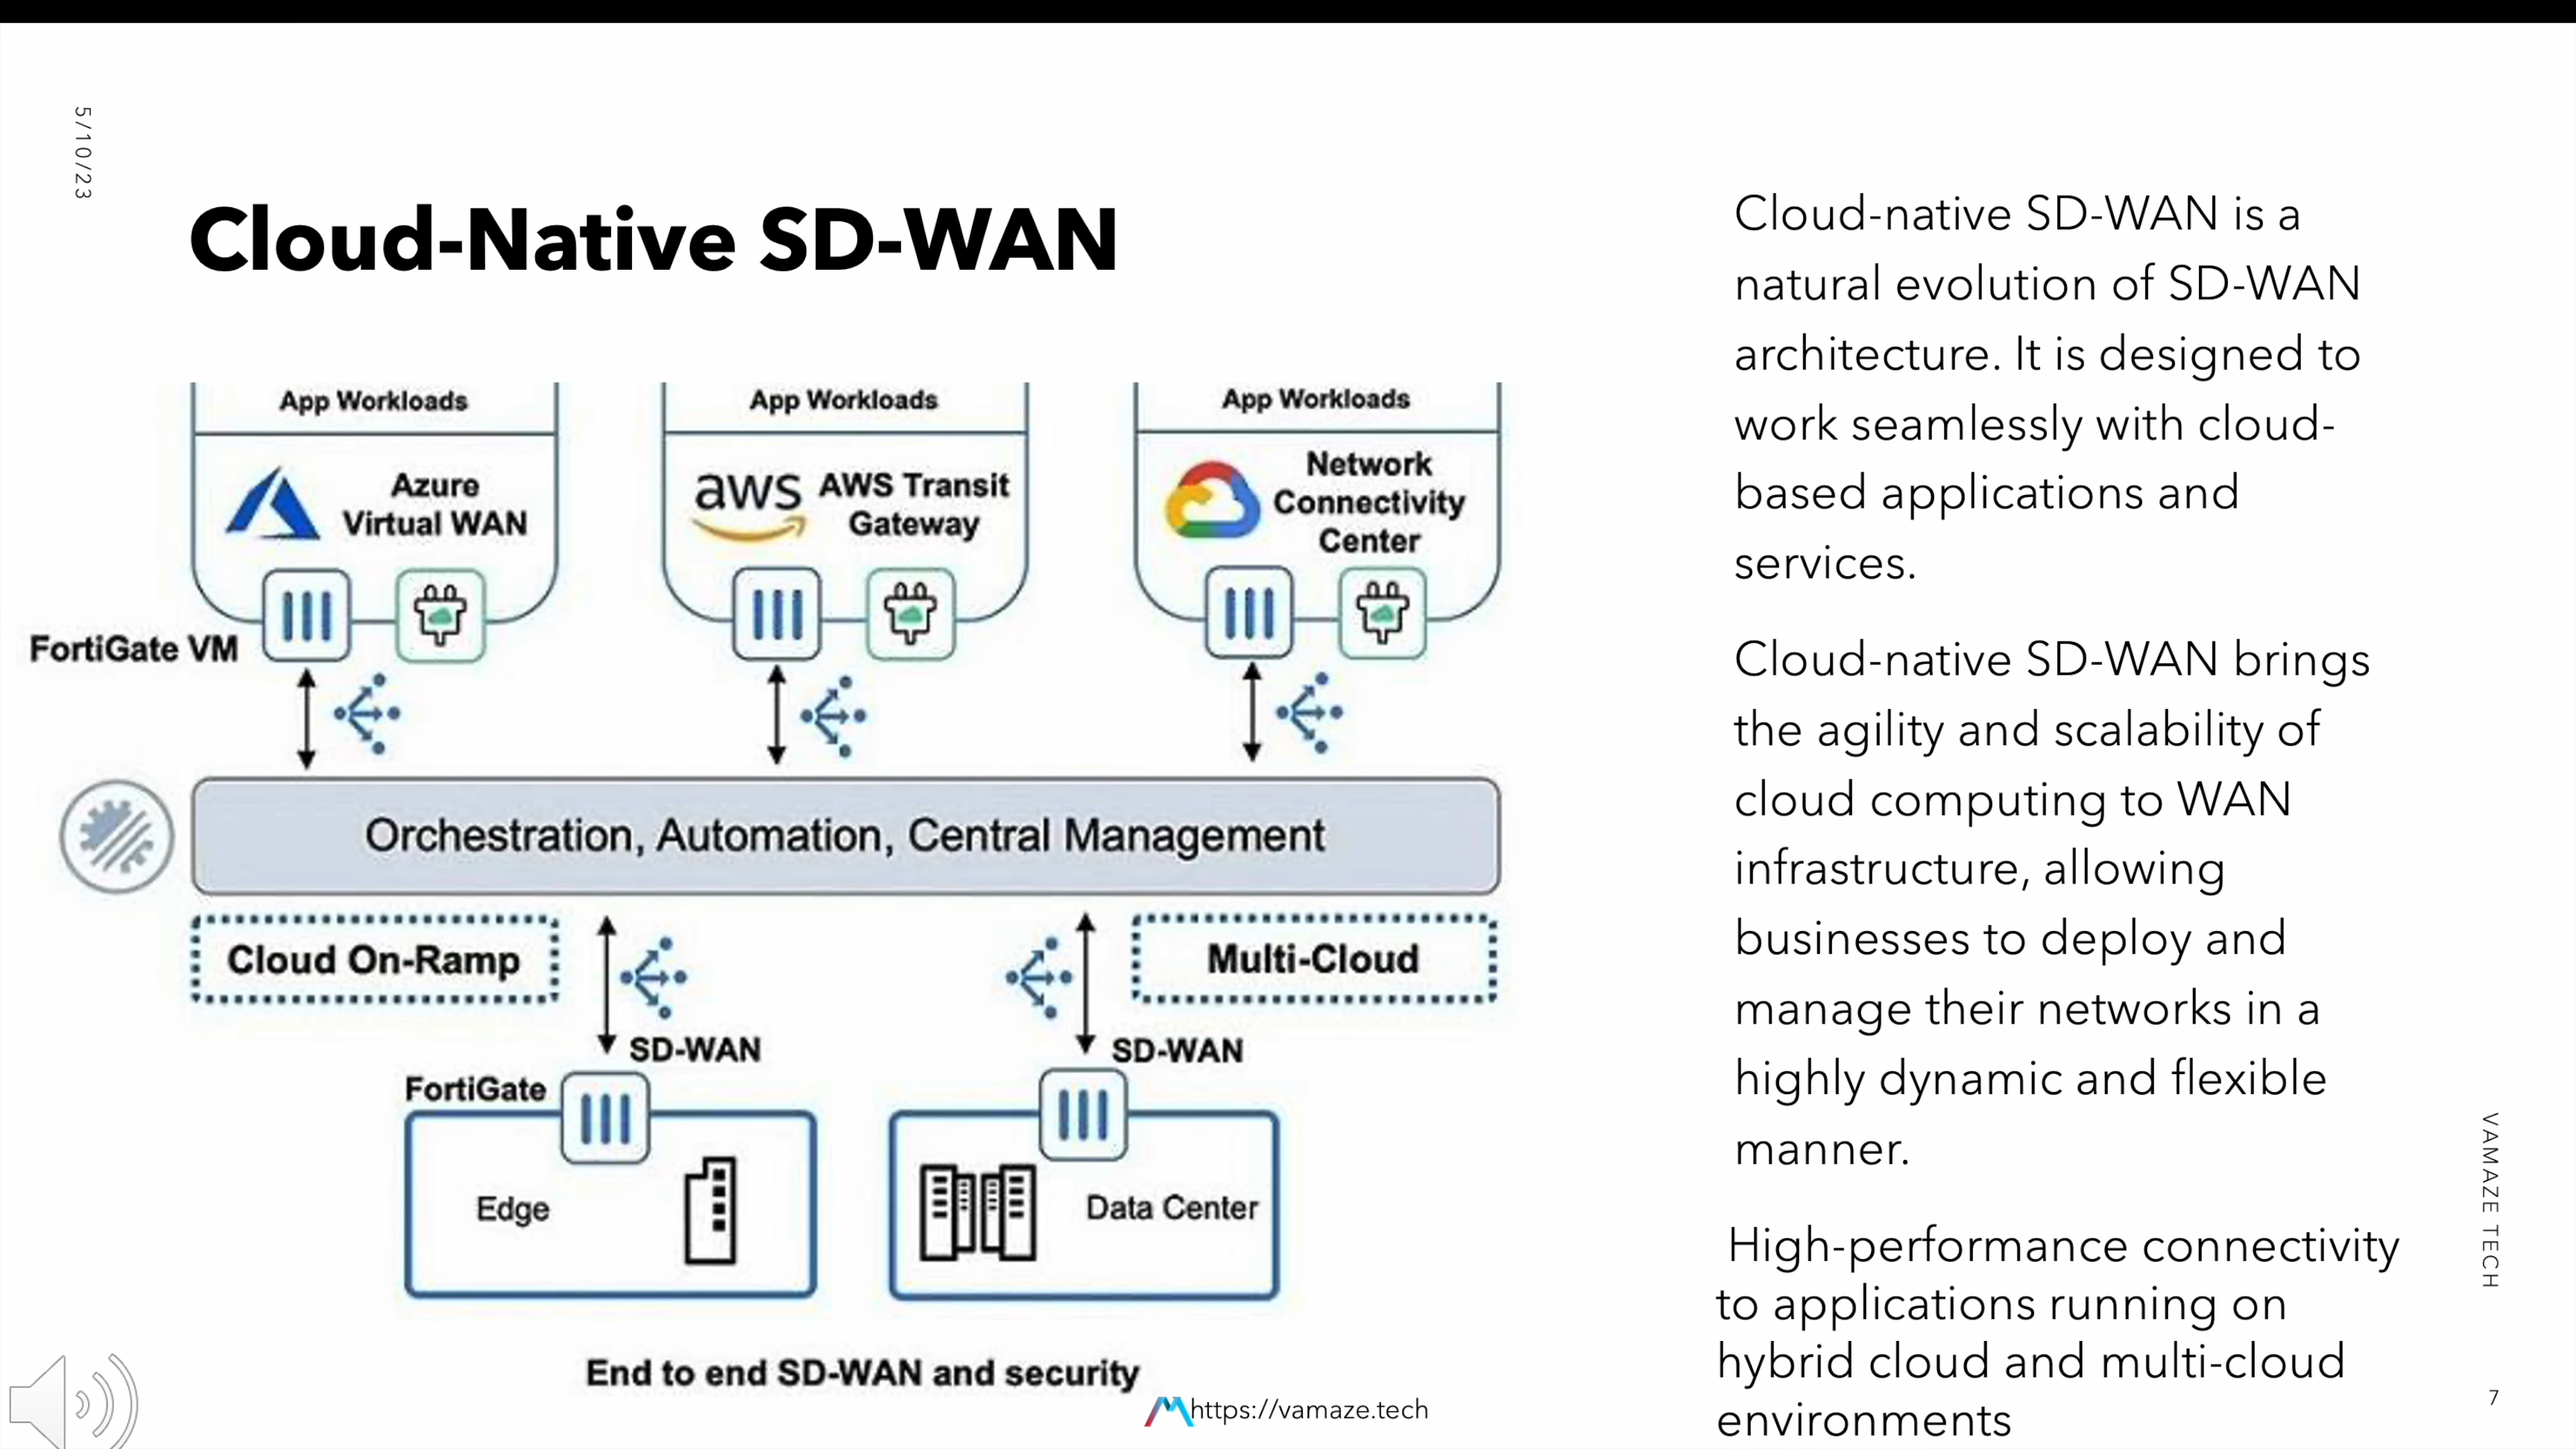 5/10/23
Cloud-Native SD-WAN
App Workloads
Azure
Virtual WAN
App Workloads
aws
AWS Transit
Gateway
App Workloads
Network
Connectivity
Center
FortiGate VM
Orchestration, Automation, Central Management
Cloud On-Ramp
Multi-Cloud
SD-WAN
SD-WAN
FortiGate
Edge
Data Center
End to end SD-WAN and security
https://vamaze.tech
Cloud-native SD-WAN is a
natural evolution of SD-WAN
architecture. It is designed to
work seamlessly with cloud-
based applications and
services.
Cloud-native SD-WAN brings
the agility and scalability of
cloud computing to WAN
infrastructure, allowing
businesses to deploy and
manage their networks in a
highly dynamic and flexible
manner.
High-performance connectivity
to applications running on
hybrid cloud and multi-cloud
environments
VAMAZE TECH
7